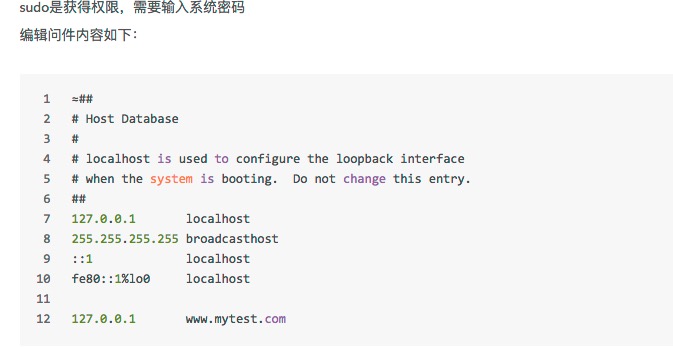 sudo是获得权限，需要输入系统密码
编辑问件内容如下：
1 ≈##
2 # Host Database
3 #
4 # localhost is used to configure the loopback interface
5 # when the system is booting.  Do not change this entry.
6 ##
7 127.0.0.1       localhost
8 255.255.255.255 broadcasthost
9 ::1             localhost
10 fe80::1%lo0     localhost
11
12 127.0.0.1       www.mytest.com